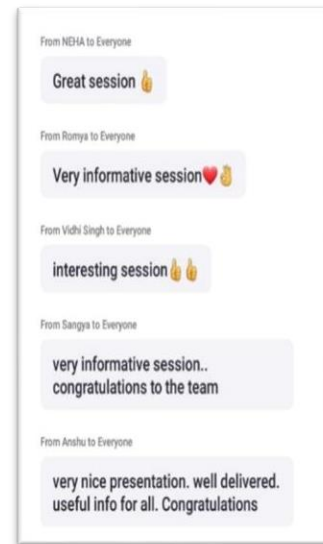 From NEHA to Everyone
Great session 👍
From Romya to Everyone
Very informative session❤️👌
From Vidhi Singh to Everyone
interesting session👍👍
From Sangya to Everyone
very informative session..
congratulations to the team
From Anshu to Everyone
very nice presentation. well delivered.
useful info for all. Congratulations